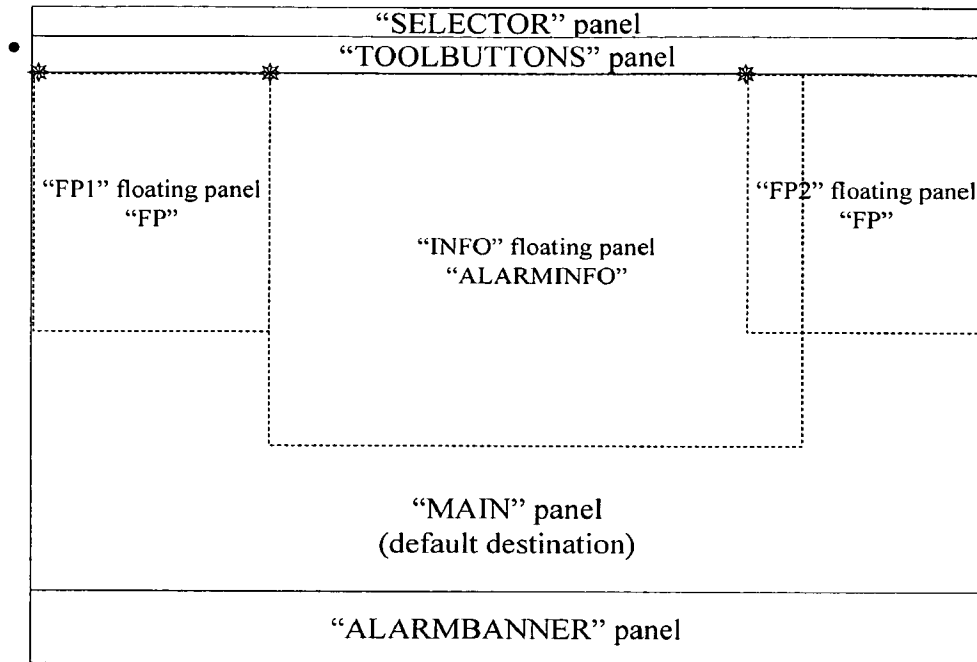 “SELECTOR” panel
“TOOLBUTTONS” panel
“FP1” floating panel
“FP”
“INFO” floating panel
“ALARMINFO”
“FP2” floating panel
“FP”
“MAIN” panel
(default destination)
“ALARMBANNER” panel